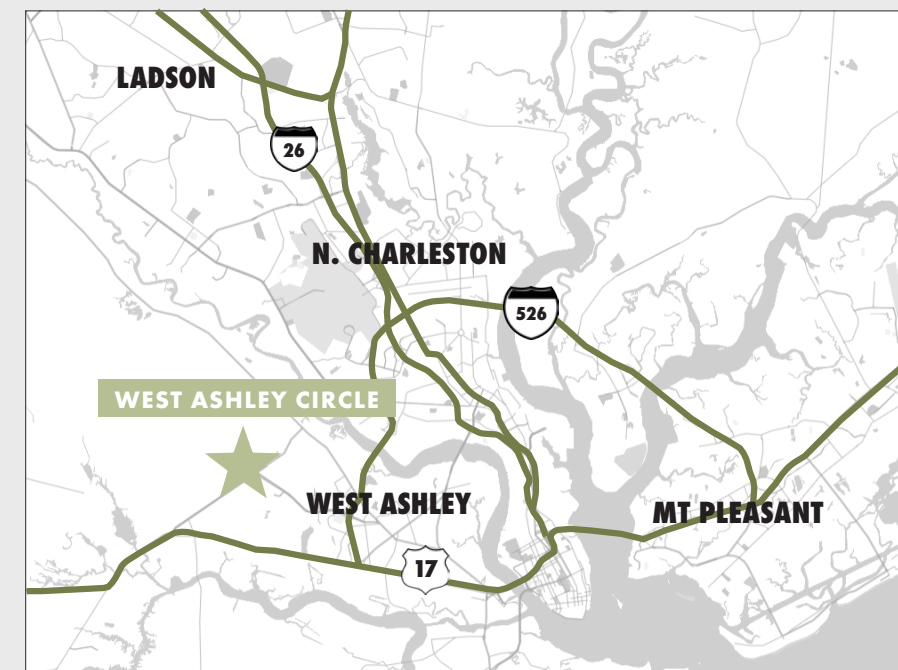 LADSON
26
N. CHARLESTON
526
WEST ASHLEY CIRCLE
WEST ASHLEY
MT PLEASANT
17